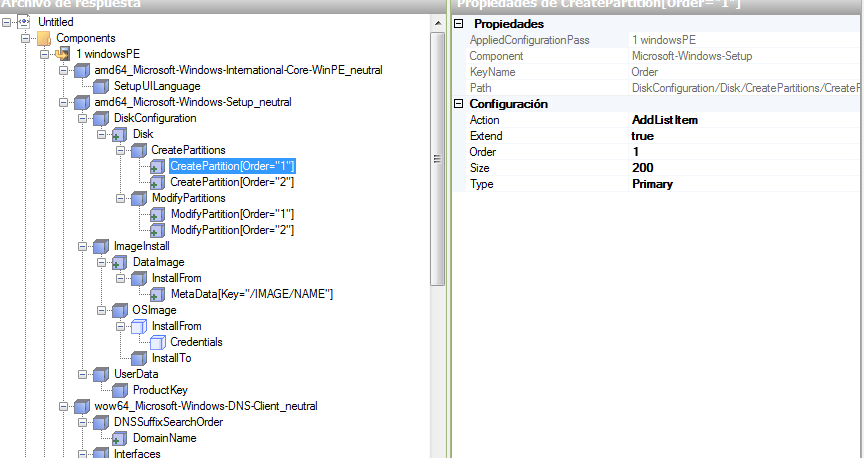 Archivo de respuesta
Untitled
Components
1 windowsPE
amd64_Microsoft-Windows-International-Core-WinPE_neutral
SetupUILanguage
amd64_Microsoft-Windows-Setup_neutral
DiskConfiguration
Disk
CreatePartitions
CreatePartition[Order="1"]
CreatePartition[Order="2"]
ModifyPartitions
ModifyPartition[Order="1"]
ModifyPartition[Order="2"]
ImageInstall
DataImage
InstallFrom
MetaData[Key="/IMAGE/NAME"]
OSImage
InstallFrom
Credentials
InstallTo
UserData
ProductKey
wow64_Microsoft-Windows-DNS-Client_neutral
DNSSuffixSearchOrder
DomainName
Interfaces
Propiedades de CreatePartition[Order="1"]
Propiedades
AppliedConfigurationPass 1 windowsPE
Component Microsoft-Windows-Setup
KeyName Order
Path DiskConfiguration/Disk/CreatePartitions/CreateP
Configuración
Action AddListItem
Extend true
Order 1
Size 200
Type Primary